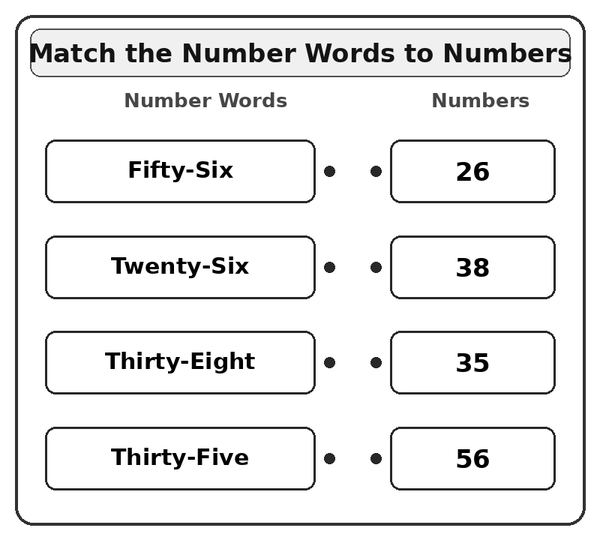 Match the Number Words to Numbers
Number Words Numbers
Fifty-Six 26
Twenty-Six 38
Thirty-Eight 35
Thirty-Five 56